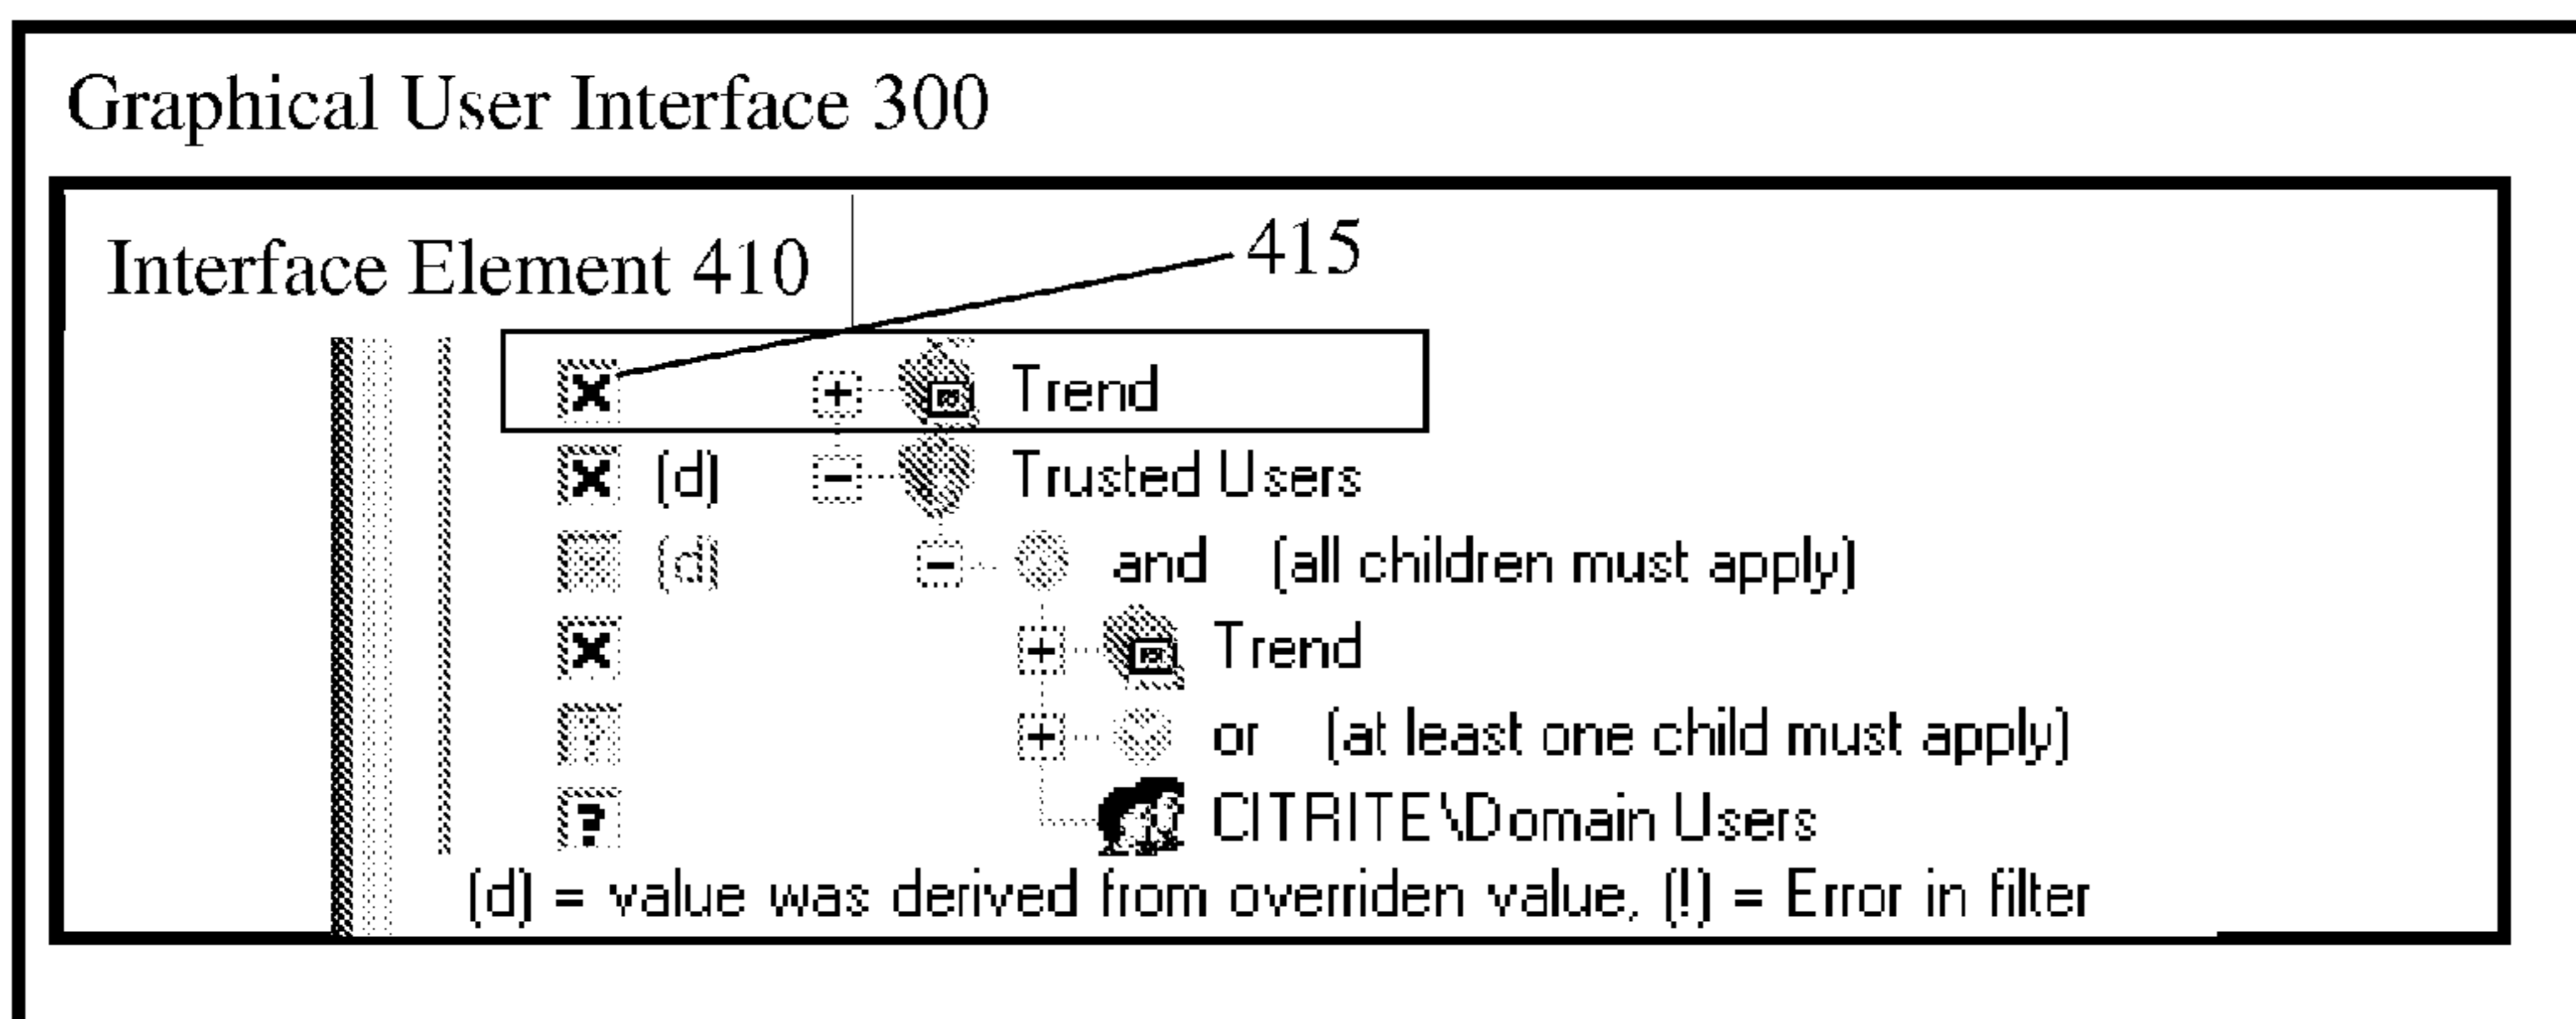 Graphical User Interface 300
Interface Element 410
415
Trend
(d) Trusted Users
(d) and (all children must apply)
Trend
or (at least one child must apply)
? CITRITE\Domain Users
(d) = value was derived from overriden value, (!) = Error in filter